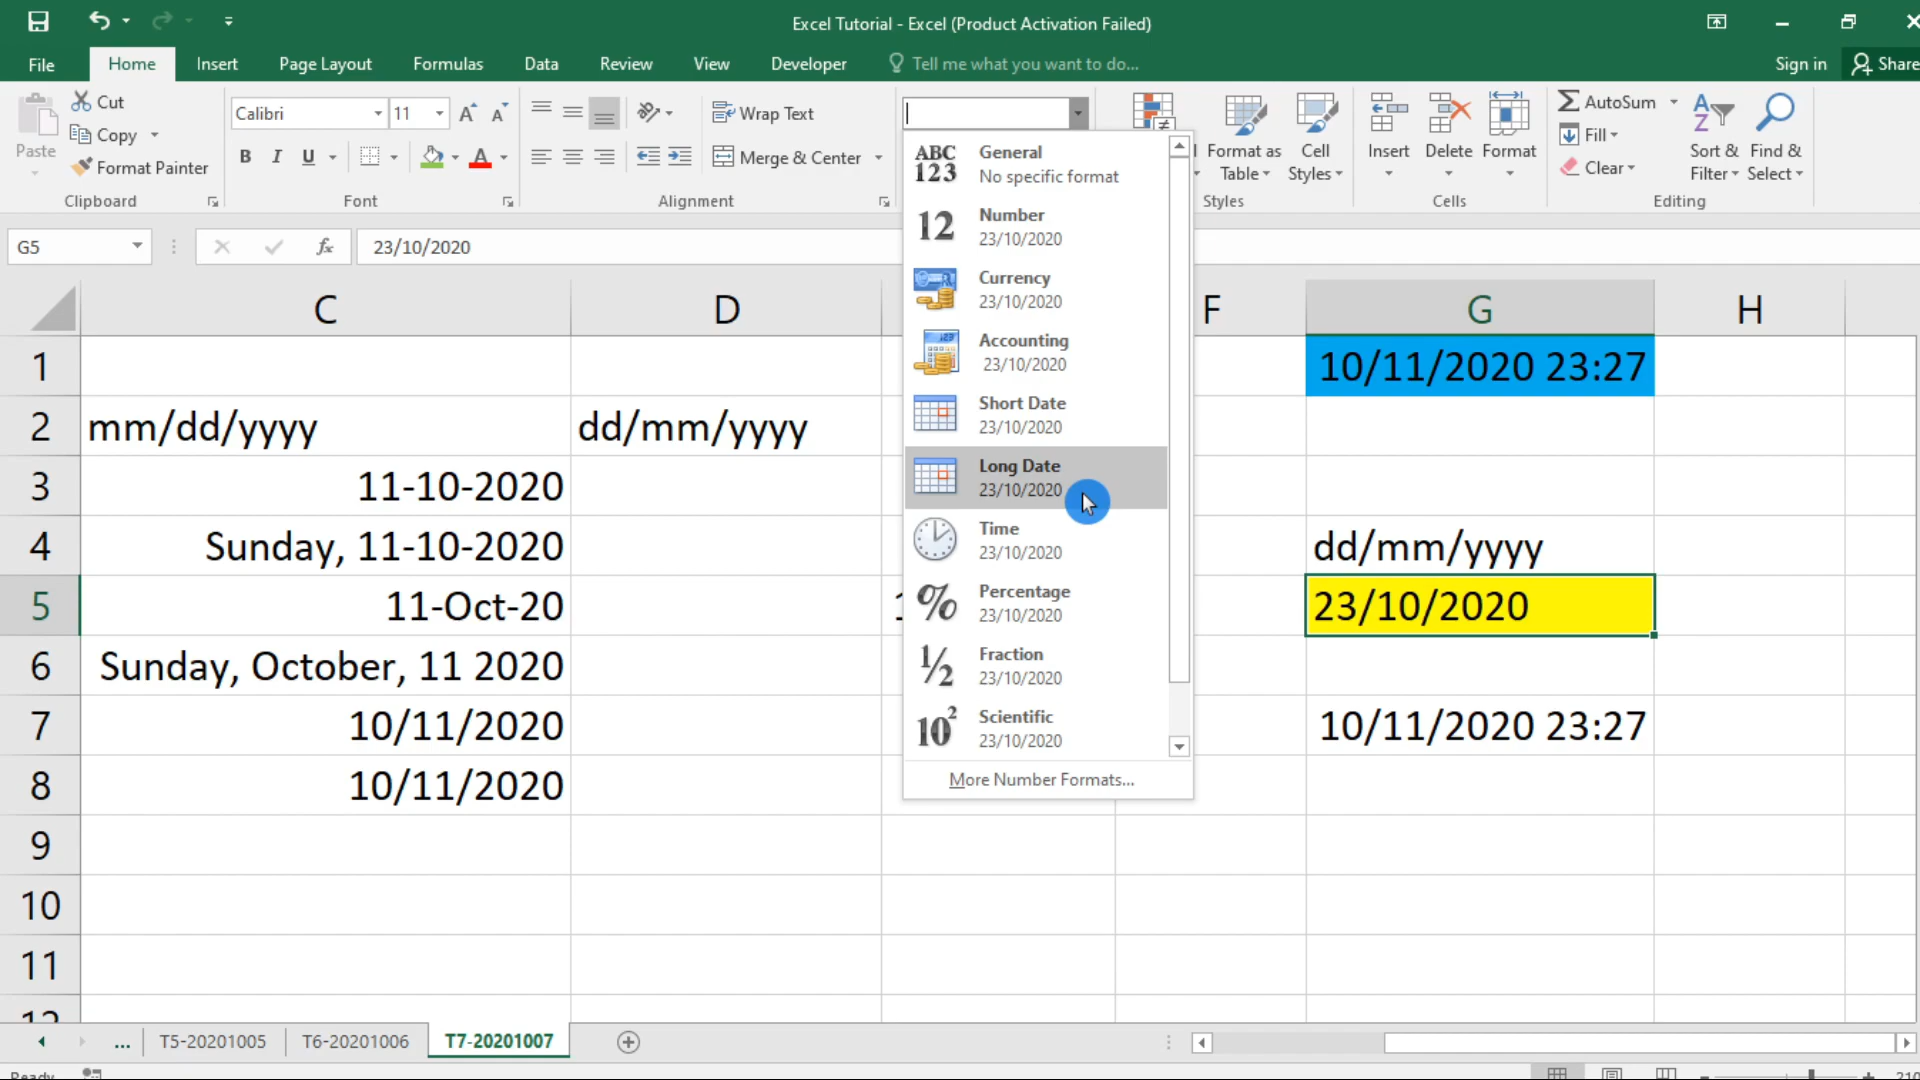 Excel Tutorial - Excel (Product Activation Failed)
File Home Insert Page Layout Formulas Data Review View Developer Tell me what you want to do... Sign in Share
Paste
Cut
Copy
Format Painter
Clipboard
Calibri 11
B I U
Font
Wrap Text
Merge & Center
Alignment
Format as Table
Cell Styles
Styles
Insert Delete Format
Cells
AutoSum
Fill
Clear
Sort & Filter
Find & Select
Editing
G5 fx 23/10/2020
ABC 123 General
No specific format
12 Number
23/10/2020
Currency
23/10/2020
Accounting
23/10/2020
Short Date
23/10/2020
Long Date
23/10/2020
Time
23/10/2020
% Percentage
23/10/2020
1/2 Fraction
23/10/2020
10² Scientific
23/10/2020
More Number Formats...
C D F G H
1 10/11/2020 23:27
2 mm/dd/yyyy dd/mm/yyyy
3 11-10-2020
4 Sunday, 11-10-2020 dd/mm/yyyy
5 11-Oct-20 23/10/2020
6 Sunday, October, 11 2020
7 10/11/2020 10/11/2020 23:27
8 10/11/2020
9
10
11
12
... T5-20201005 T6-20201006 T7-20201007
Ready